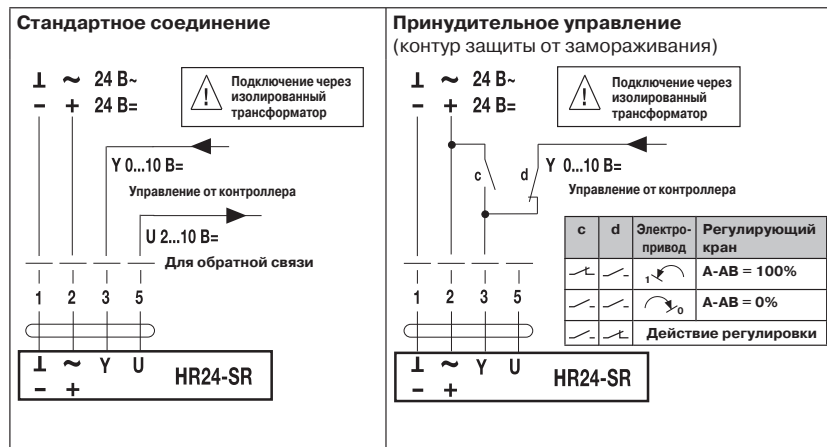 Стандартное соединение
⊥ ~ 24 В~
– + 24 В=
Подключение через
изолированный
трансформатор
Y 0...10 В=
Управление от контроллера
U 2...10 В=
Для обратной связи
1 2 3 5
⊥ ~ Y U
– +
HR24-SR
Принудительное управление
(контур защиты от замораживания)
⊥ ~ 24 В~
– + 24 В=
Подключение через
изолированный
трансформатор
c d Y 0...10 В=
Управление от контроллера
c d Электро-
привод Регулирующий
кран
1 A-AB = 100%
0 A-AB = 0%
Действие регулировки
1 2 3 5
⊥ ~ Y U
– +
HR24-SR